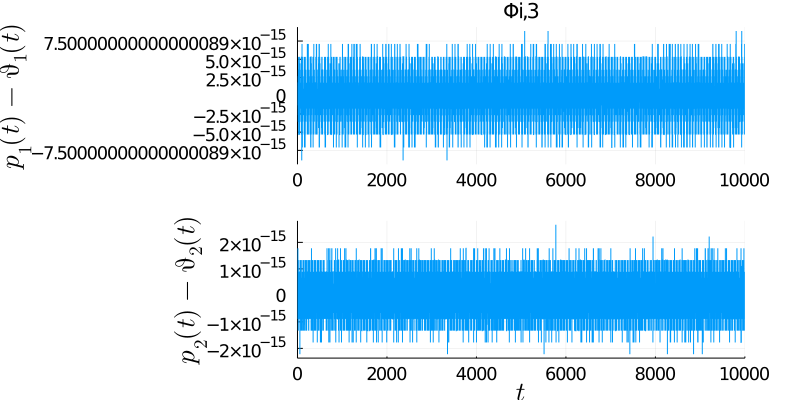 Φi,3
p₁(t) − ϑ₁(t)
7.500000000000000089×10⁻¹⁵
5.0×10⁻¹⁵
2.5×10⁻¹⁵
0
−2.5×10⁻¹⁵
−5.0×10⁻¹⁵
−7.500000000000000089×10⁻¹⁵
0 2000 4000 6000 8000 10000
p₂(t) − ϑ₂(t)
2×10⁻¹⁵
1×10⁻¹⁵
0
−1×10⁻¹⁵
−2×10⁻¹⁵
0 2000 4000 6000 8000 10000
t